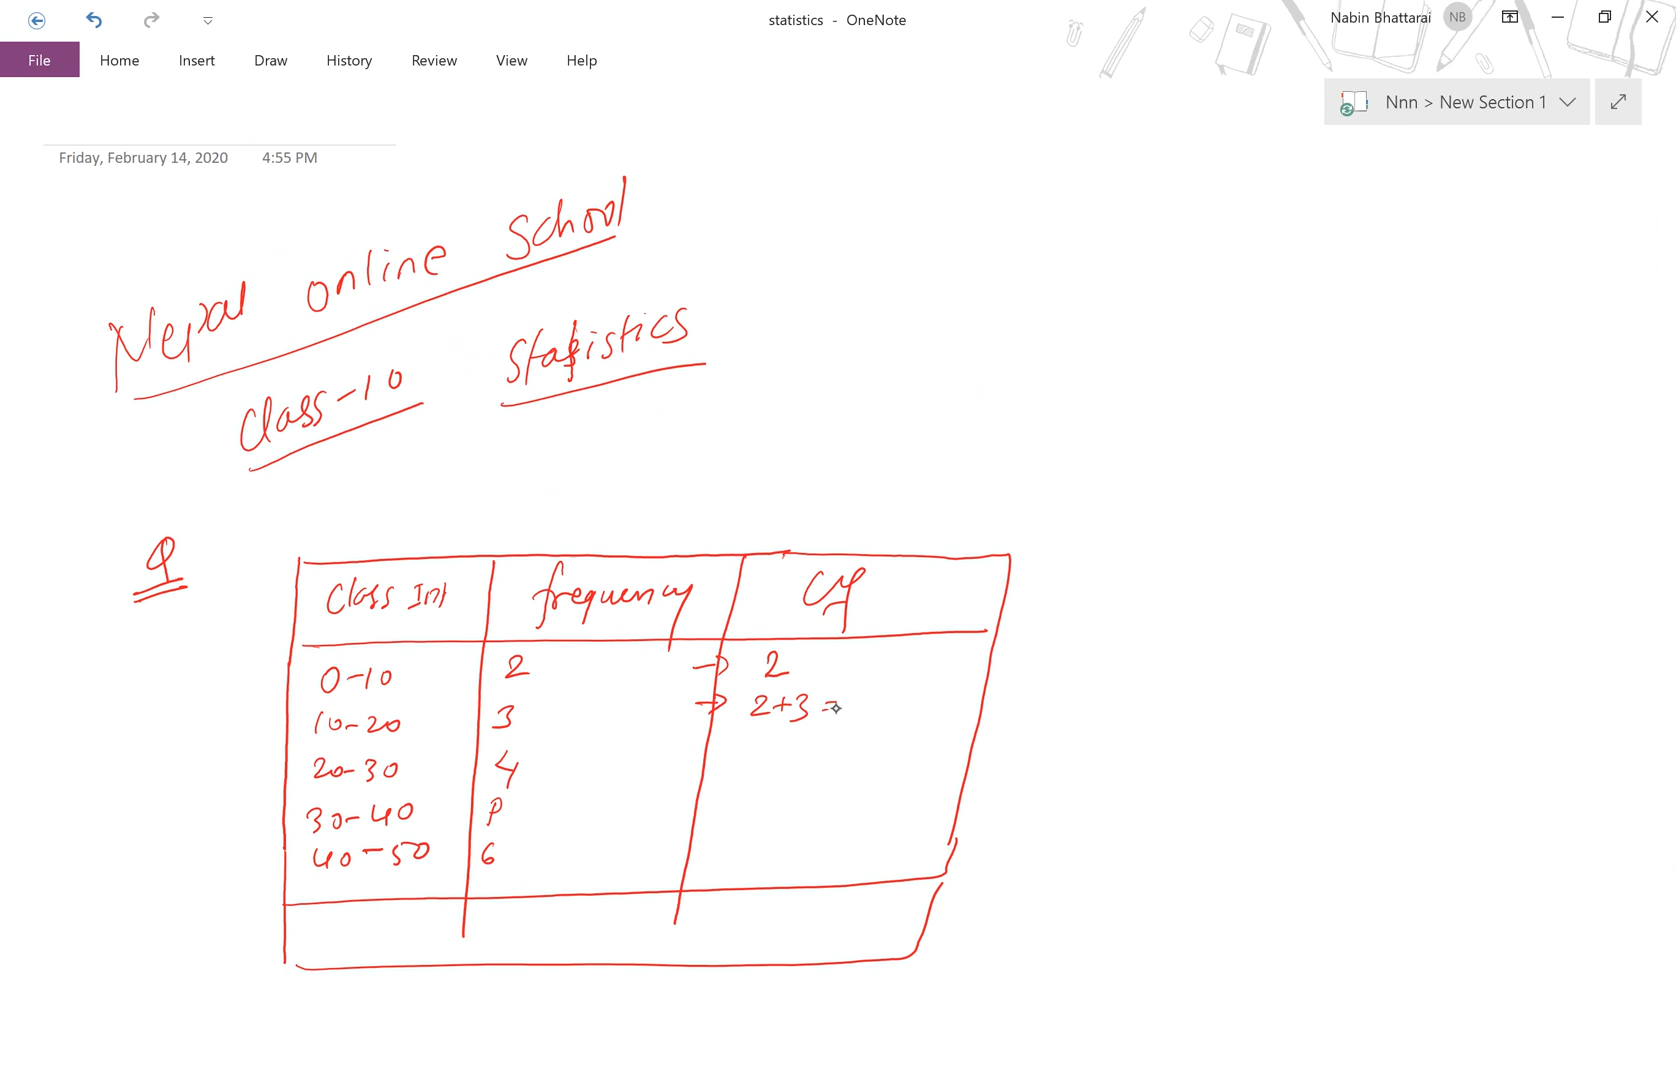 statistics - OneNote
Nabin Bhattarai NB
File Home Insert Draw History Review View Help
Nnn > New Section 1
Friday, February 14, 2020 4:55 PM
Nepal online School
Class-10 Statistics
Q
Class Int frequency cf
0-10 2 → 2
10-20 3 → 2+3 =
20-30 4
30-40 P
40-50 6